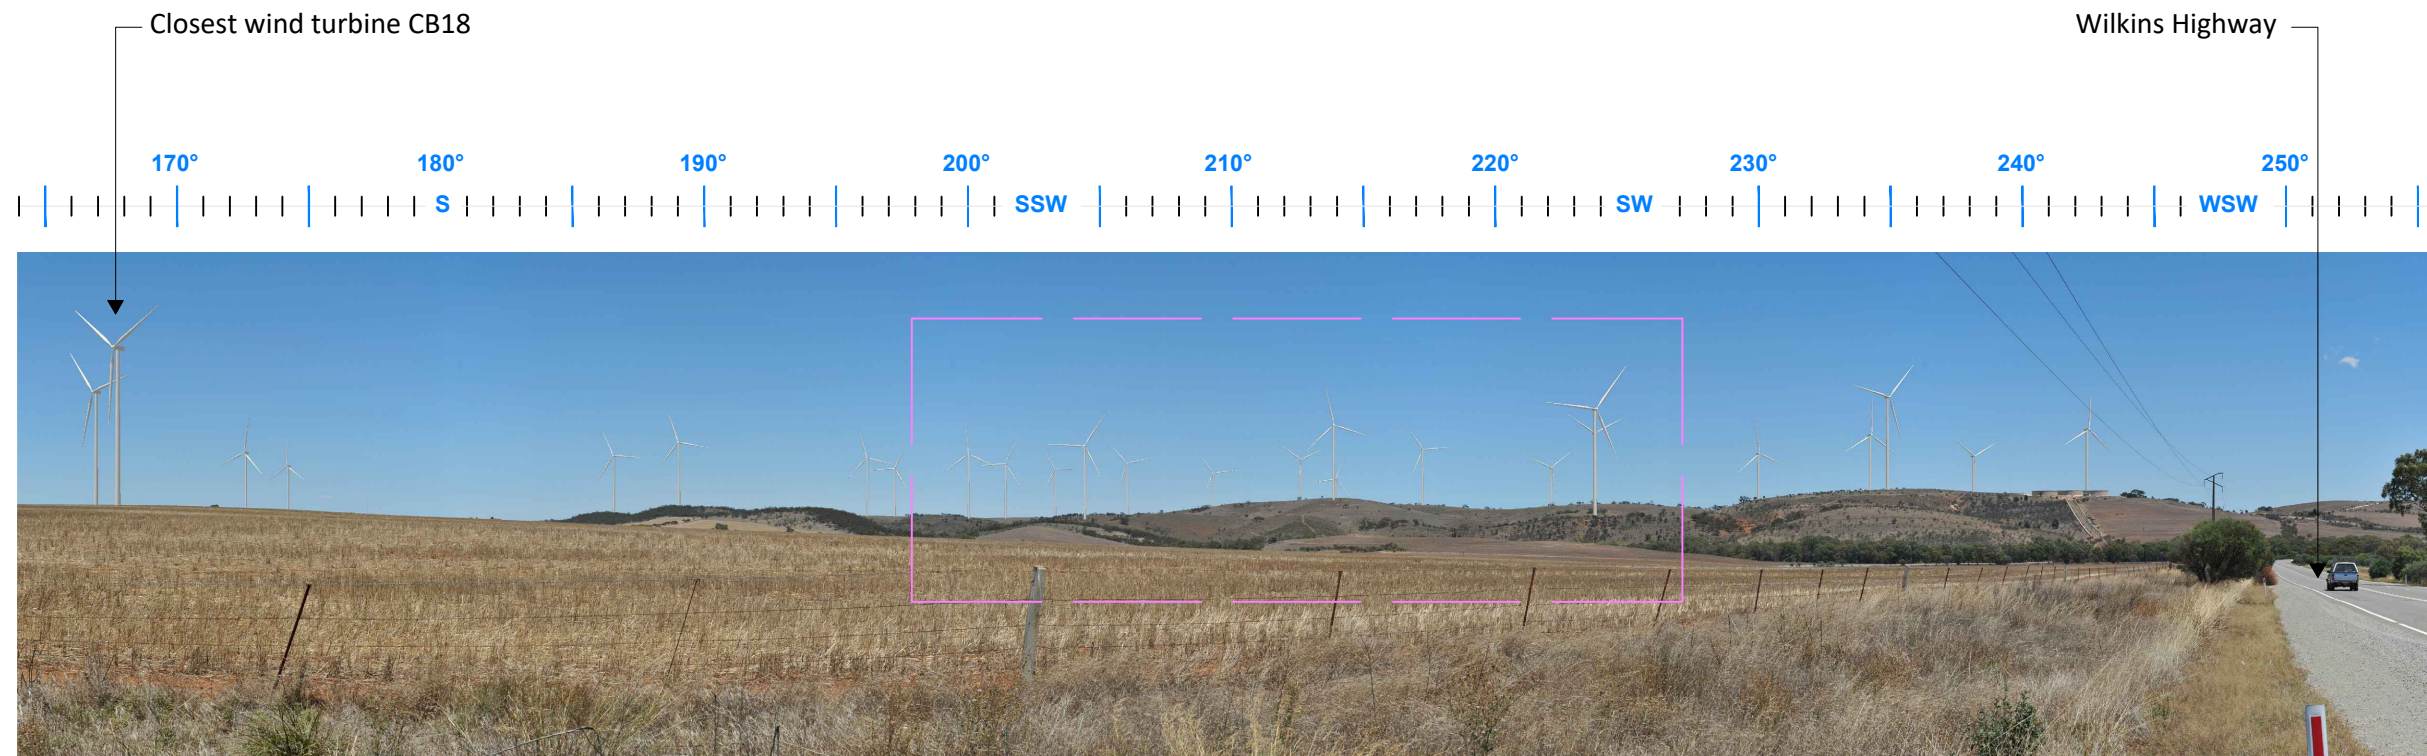 Closest wind turbine CB18
Wilkins Highway
170° 180° 190° 200° 210° 220° 230° 240° 250°
S SSW SW WSW